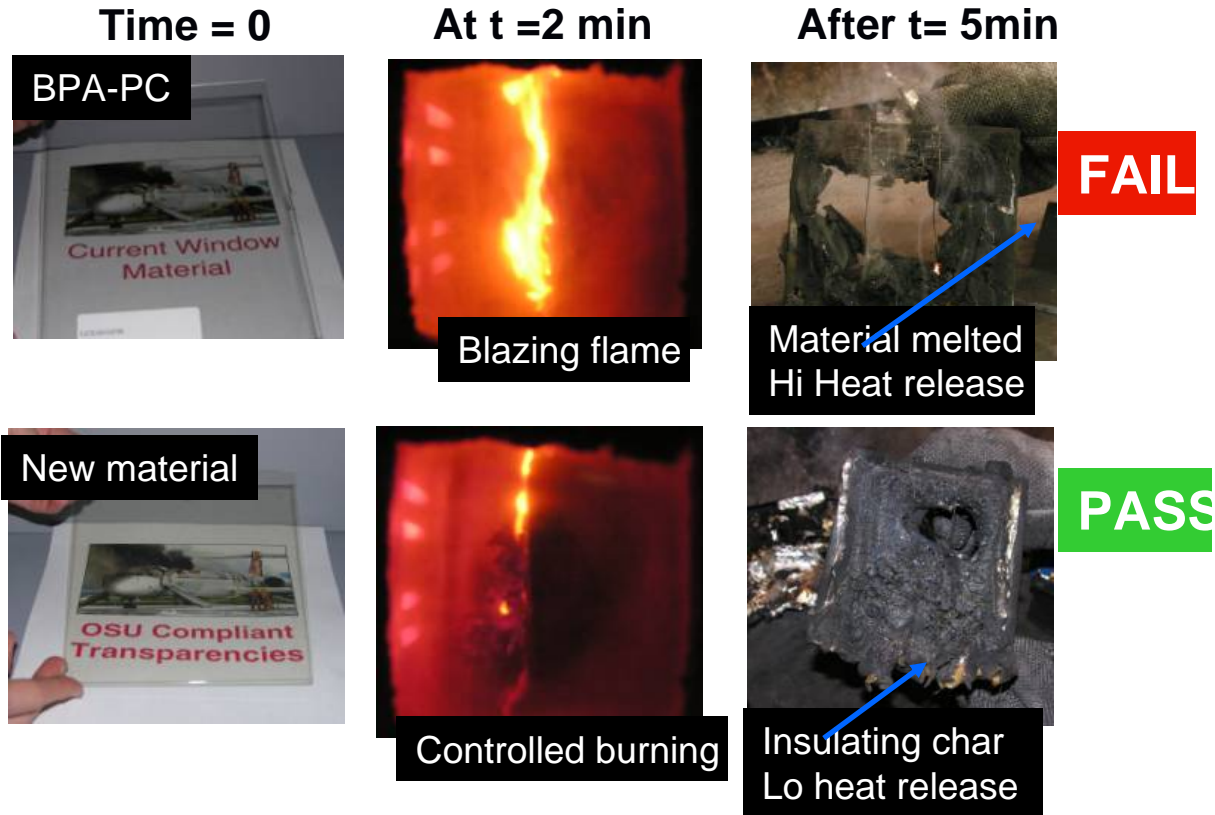 Time = 0
At t =2 min
After t= 5min
BPA-PC
Current Window
Material
Blazing flame
Material melted
Hi Heat release
FAIL
New material
OSU Compliant
Transparencies
Controlled burning
Insulating char
Lo heat release
PASS